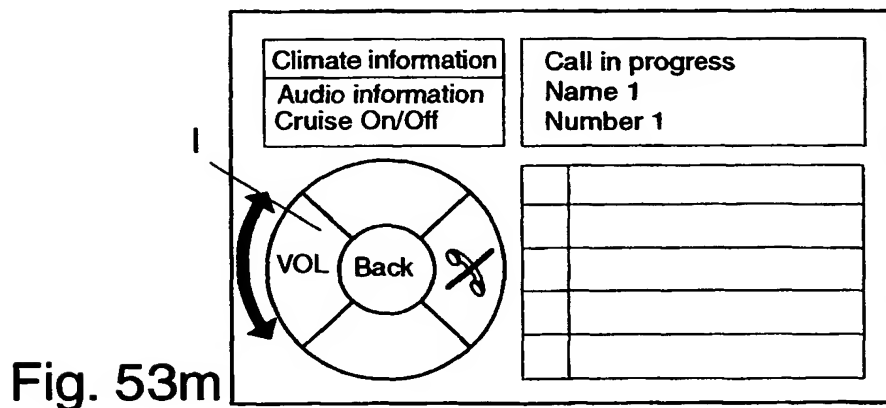 Climate information
Audio information
Cruise On/Off
Call in progress
Name 1
Number 1
I
VOL
Back
Fig. 53m